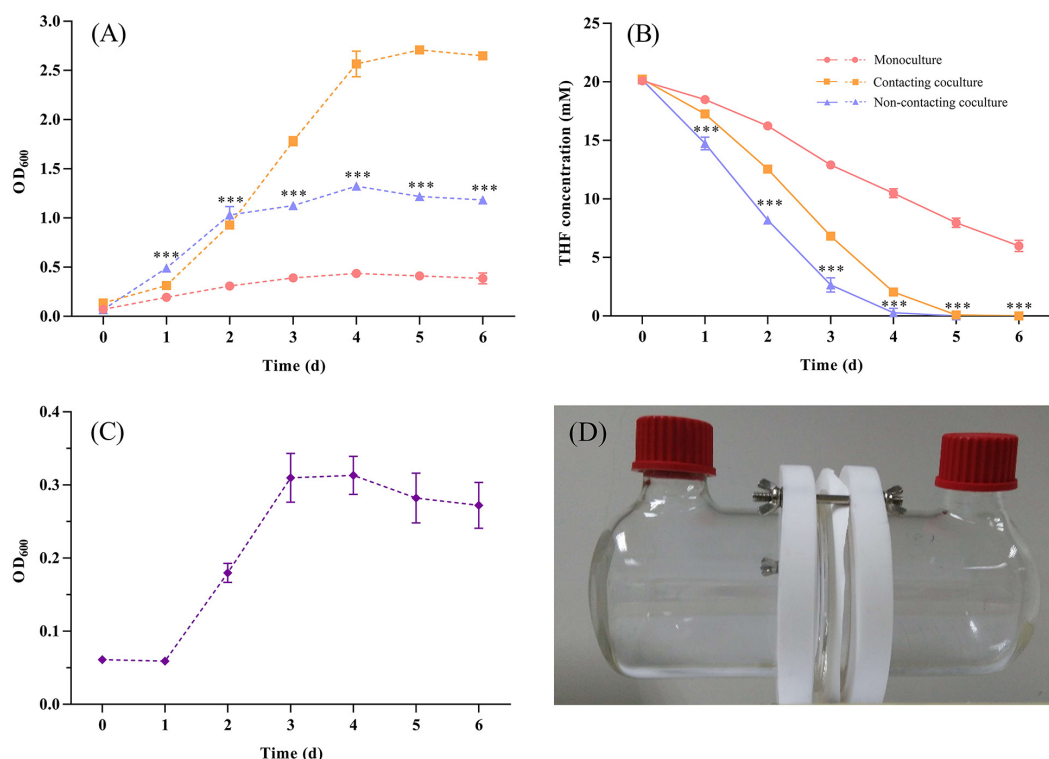 (A)
3.0
2.5
2.0
1.5
1.0
0.5
0.0
OD600
*** *** *** *** *** ***
0 1 2 3 4 5 6
Time (d)
(B)
25
20
15
10
5
0
THF concentration (mM)
Monoculture
Contacting coculture
Non-contacting coculture
*** *** *** *** *** ***
0 1 2 3 4 5 6
Time (d)
(C)
0.4
0.3
0.2
0.1
0.0
OD600
0 1 2 3 4 5 6
Time (d)
(D)